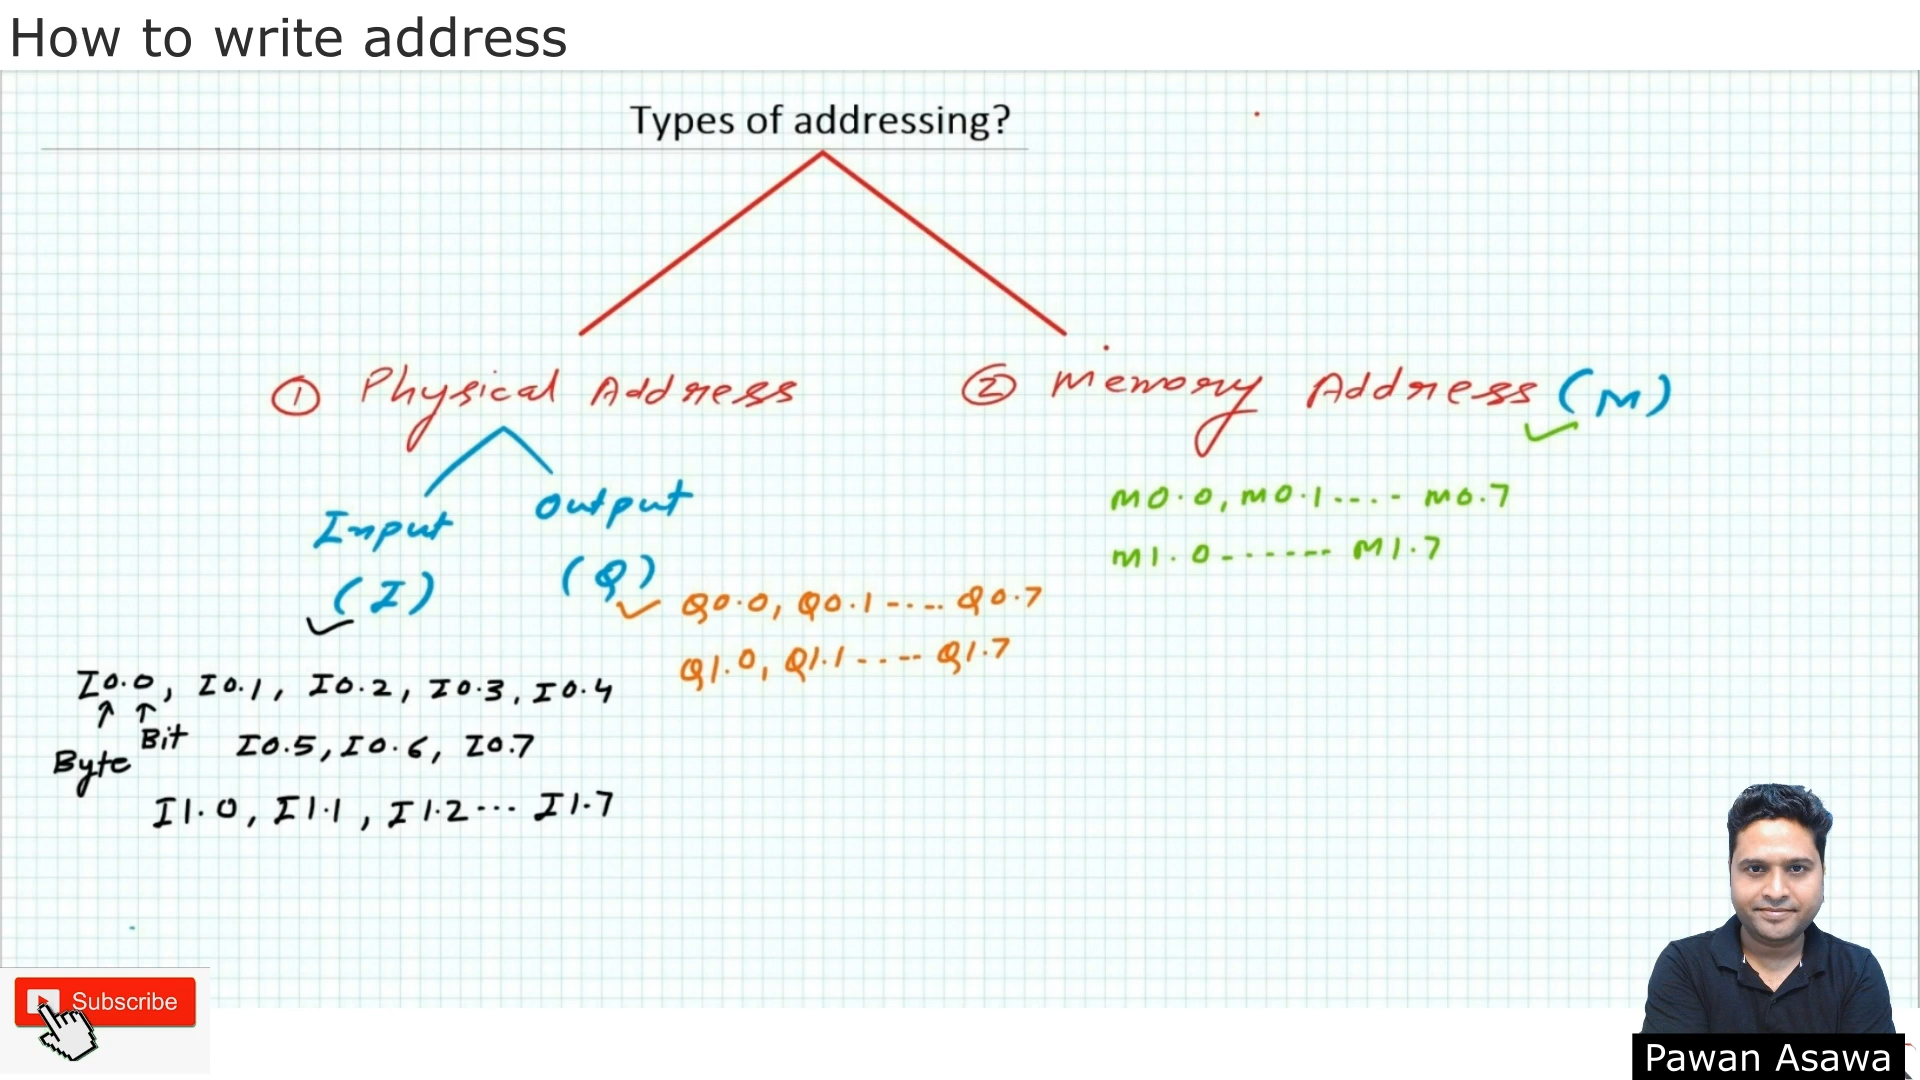 How to write address
Types of addressing?
① Physical Address
② Memory Address (M)
Input
(I)
Output
(Q)
M0.0, M0.1.... M0.7
M1.0------- M1.7
Q0.0, Q0.1 ----- Q0.7
Q1.0, Q1.1 ----- Q1.7
I0.0, I0.1, I0.2, I0.3, I0.4
Byte
Bit
I0.5, I0.6, I0.7
I1.0, I1.1, I1.2... I1.7
Subscribe
Pawan Asawa